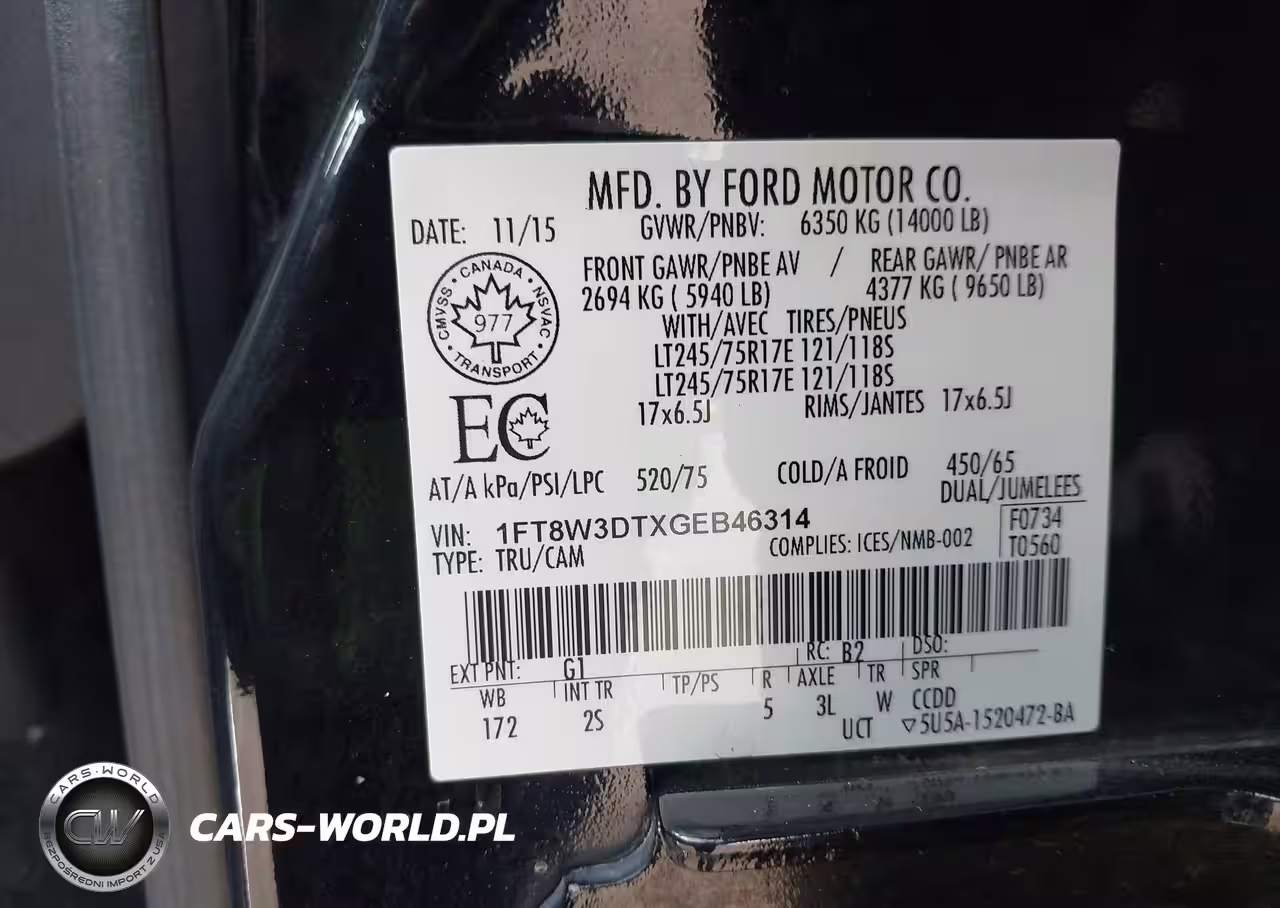 MFD. BY FORD MOTOR CO.
DATE: 11/15 GVWR/PNBV: 6350 KG (14000 LB)
FRONT GAWR/PNBE AV / REAR GAWR/ PNBE AR
2694 KG ( 5940 LB) 4377 KG ( 9650 LB)
WITH/AVEC TIRES/PNEUS
LT245/75R17E 121/118S
LT245/75R17E 121/118S
17x6.5J RIMS/JANTES 17x6.5J
CANADA
CMVSS NSVAC
977
TRANSPORT
EC
AT/A kPa/PSI/LPC 520/75 COLD/A FROID 450/65
DUAL/JUMELEES
VIN: 1FT8W3DTXGEB46314 F0734
TYPE: TRU/CAM COMPLIES: ICES/NMB-002 T0560
EXT PNT: G1 RC: B2 DSO:
WB INT TR TP/PS R AXLE TR SPR
172 2S 5 3L W CCDD
UCT ▽5U5A-1520472-BA
CARS-WORLD
CW
BEZPOŚREDNI IMPORT Z USA
CARS-WORLD.PL